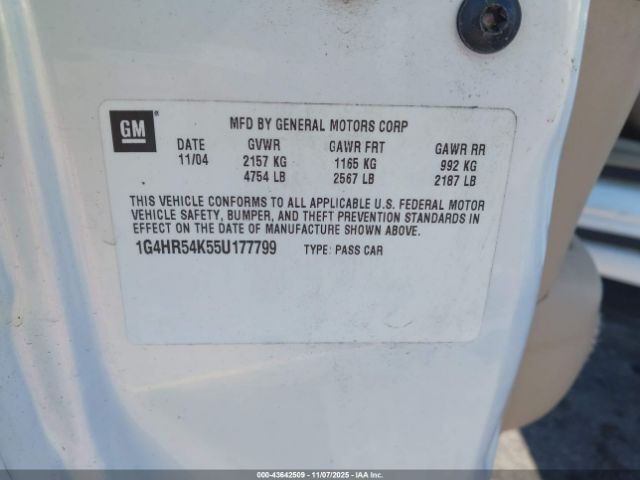 GM
MFD BY GENERAL MOTORS CORP
DATE GVWR GAWR FRT GAWR RR
11/04 2157 KG 1165 KG 992 KG
4754 LB 2567 LB 2187 LB
THIS VEHICLE CONFORMS TO ALL APPLICABLE U.S. FEDERAL MOTOR
VEHICLE SAFETY, BUMPER, AND THEFT PREVENTION STANDARDS IN
EFFECT ON THE DATE OF MANUFACTURE SHOWN ABOVE.
1G4HR54K55U177799 TYPE: PASS CAR
000-43642509 - 11/07/2025 - IAA Inc.